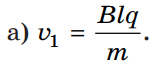 а) v₁ = Blq/m.